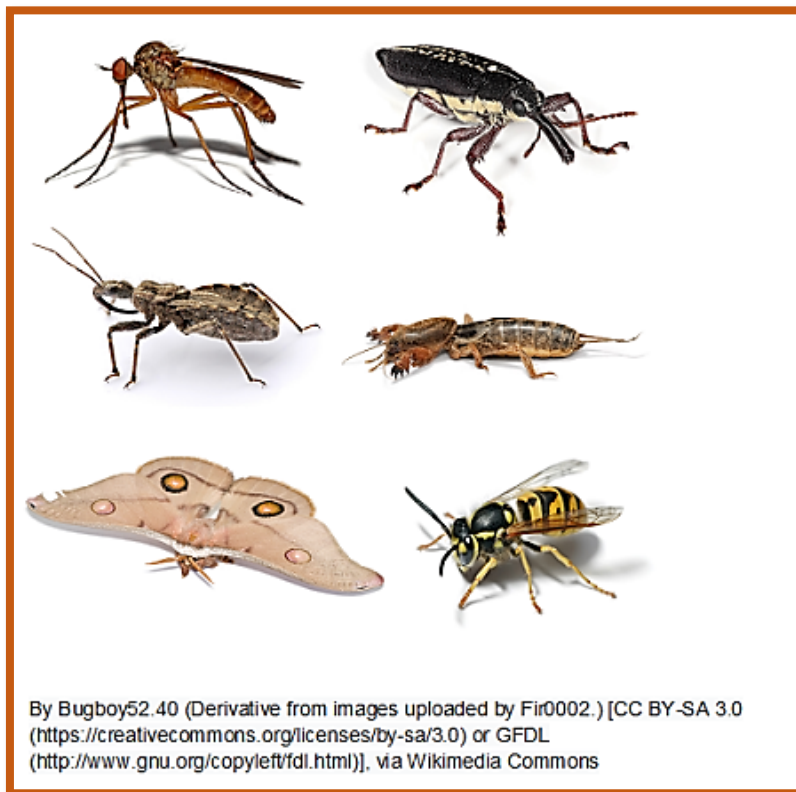 By Bugboy52.40 (Derivative from images uploaded by Fir0002.) [CC BY-SA 3.0
(https://creativecommons.org/licenses/by-sa/3.0) or GFDL
(http://www.gnu.org/copyleft/fdl.html)], via Wikimedia Commons